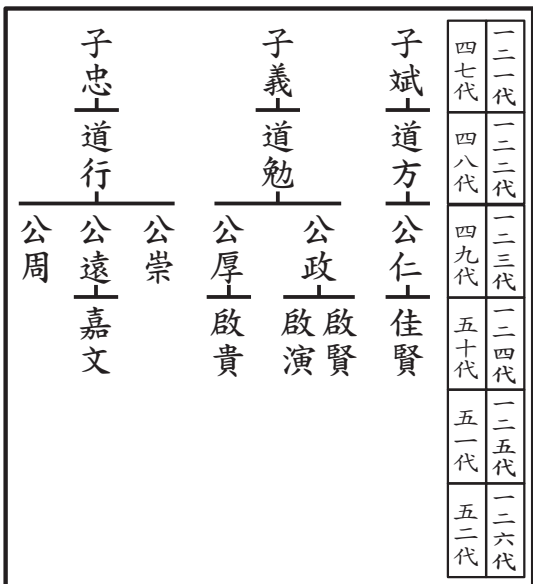 一二一代
一二二代
一二三代
一二四代
一二五代
一二六代
四七代
四八代
四九代
五十代
五一代
五二代
子斌
道方
公仁
佳賢
子義
道勉
公政
公厚
啟賢
啟演
啟貴
子忠
道行
公崇
公遠
公周
嘉文